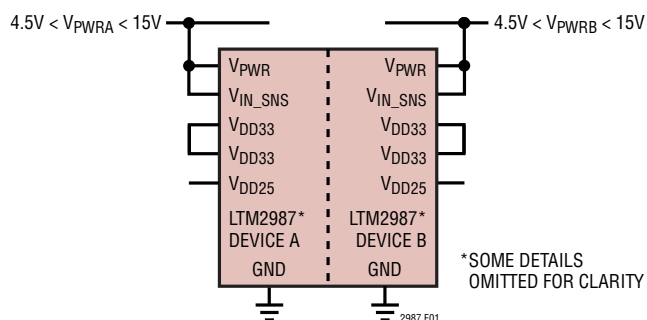 4.5V < VPWRA < 15V
4.5V < VPWRB < 15V
VPWR
VPWR
VIN_SNS
VIN_SNS
VDD33
VDD33
VDD33
VDD33
VDD25
VDD25
LTM2987*
DEVICE A
LTM2987*
DEVICE B
GND
GND
*SOME DETAILS
OMITTED FOR CLARITY
2987 F01